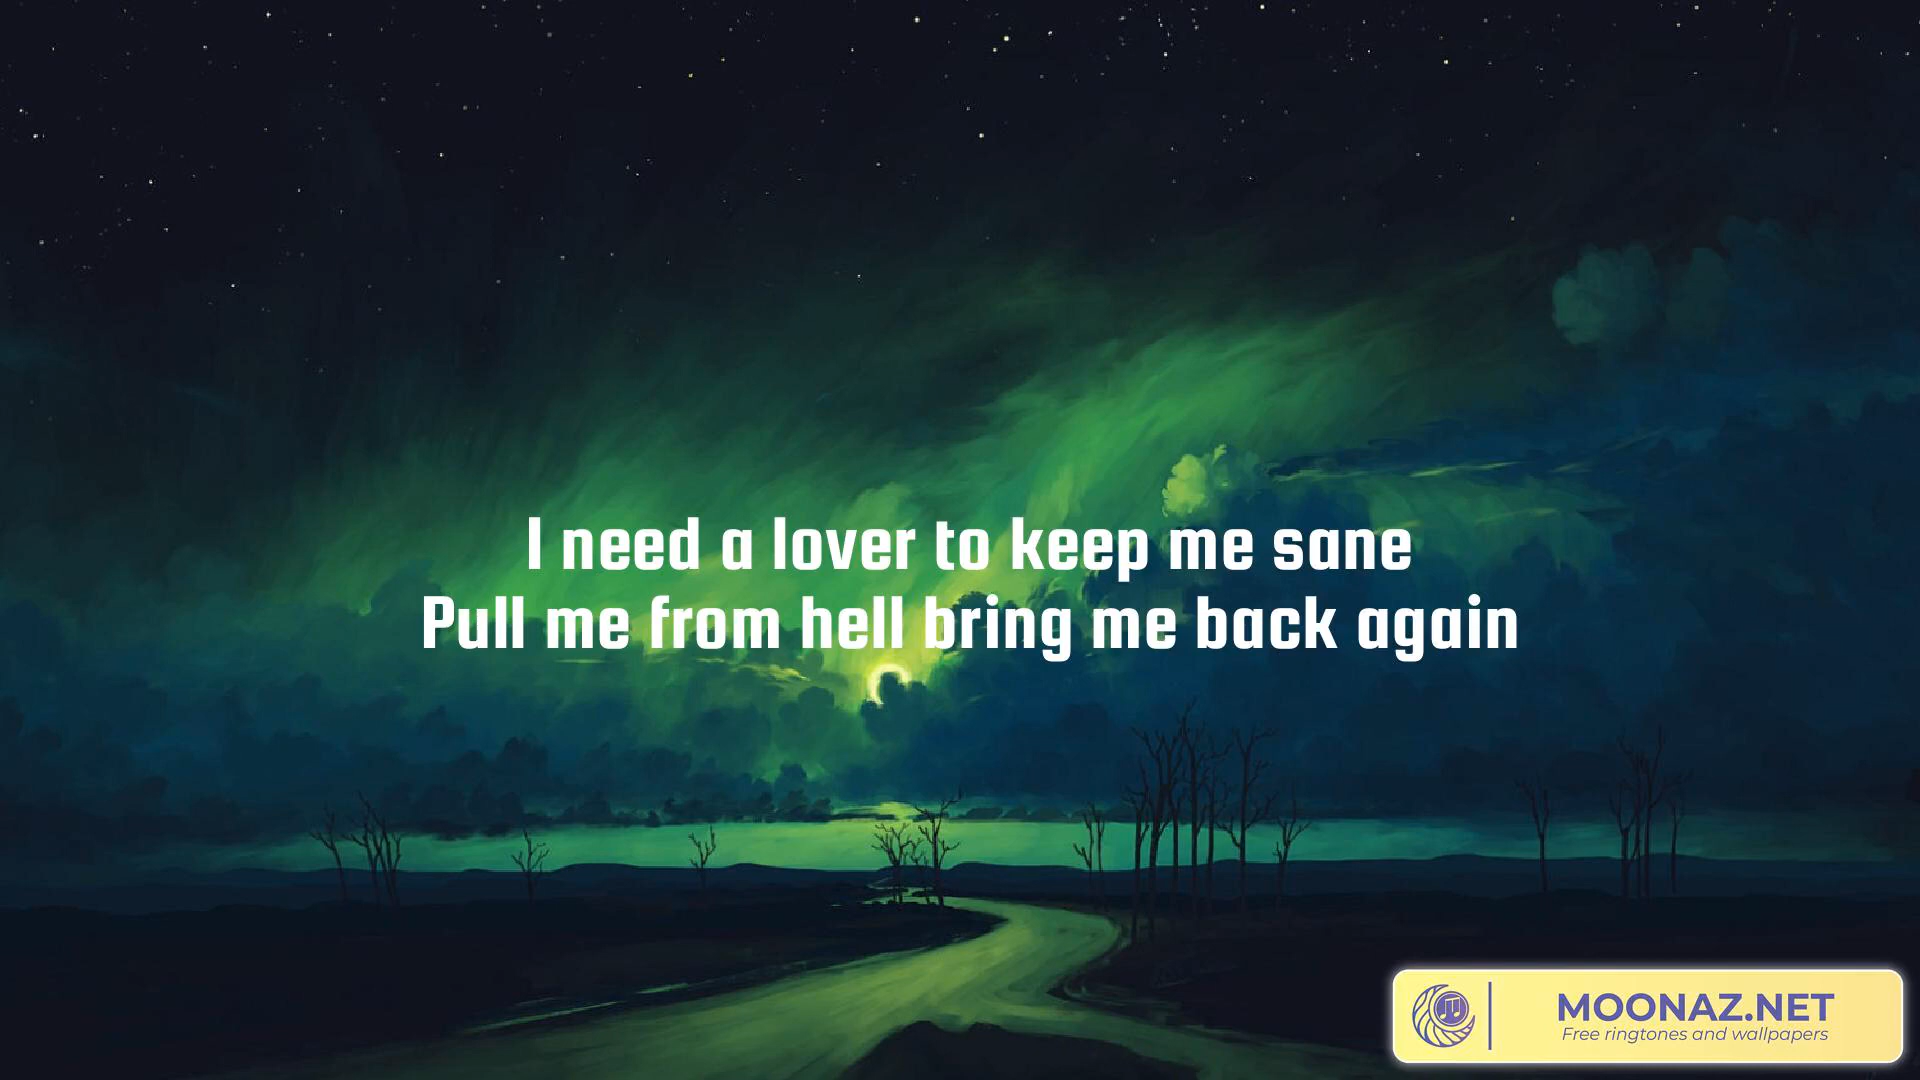 I need a lover to keep me sane
Pull me from hell bring me back again
MOONAZ.NET
Free ringtones and wallpapers